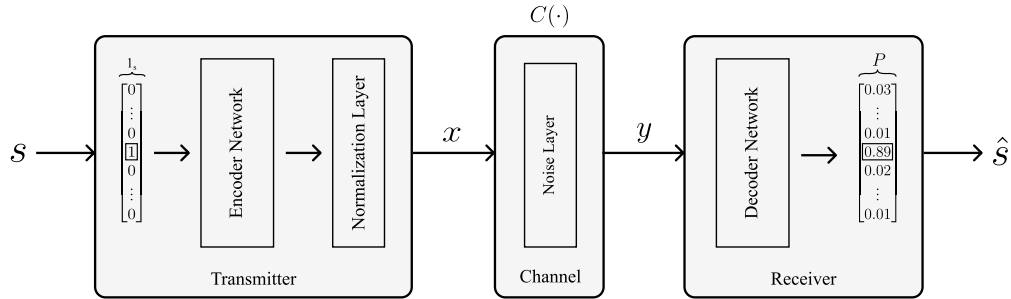 C(·)
1ₛ
0
⋮
0
1
0
⋮
0
Encoder Network
Normalization Layer
Noise Layer
Decoder Network
P
0.03
⋮
0.01
0.89
0.02
⋮
0.01
s
x
y
ŝ
Transmitter
Channel
Receiver